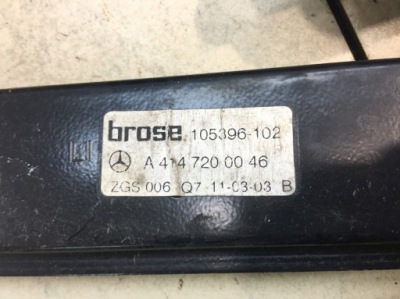 brose 105396-102
A 414 720 00 46
ZGS 006 Q7 11-03-03 B